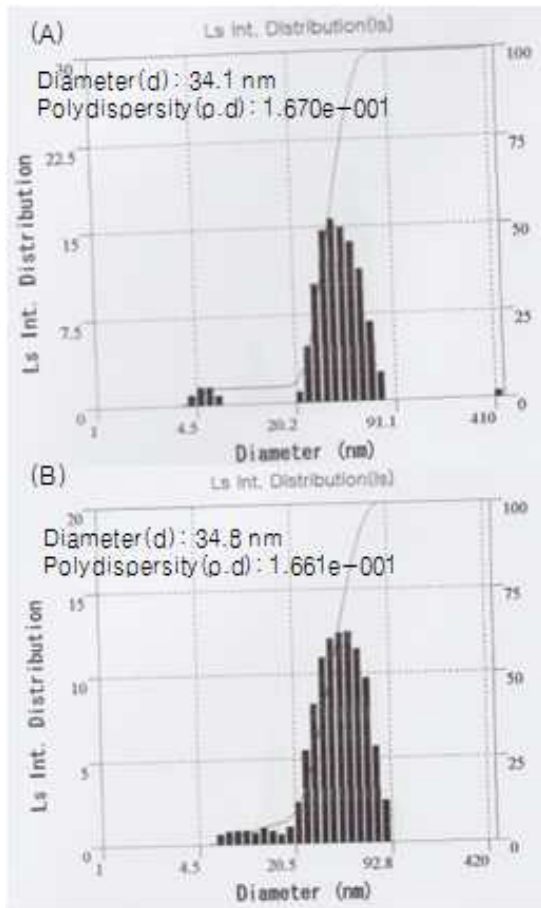 (A)
Ls Int. Distribution(ls)
30
100
Diameter(d) : 34.1 nm
Polydispersity(p.d) : 1.670e-001
75
22.5
Ls Int. Distribution
15
50
7.5
25
0
0
1
4.5
20.2
91.1
410
Diameter (nm)
(B)
Ls Int. Distribution(ls)
20
100
Diameter(d) : 34.8 nm
Polydispersity(p.d) : 1.661e-001
15
75
Ls Int. Distribution
10
50
5
25
0
0
1
4.5
20.5
92.8
420
Diameter (nm)